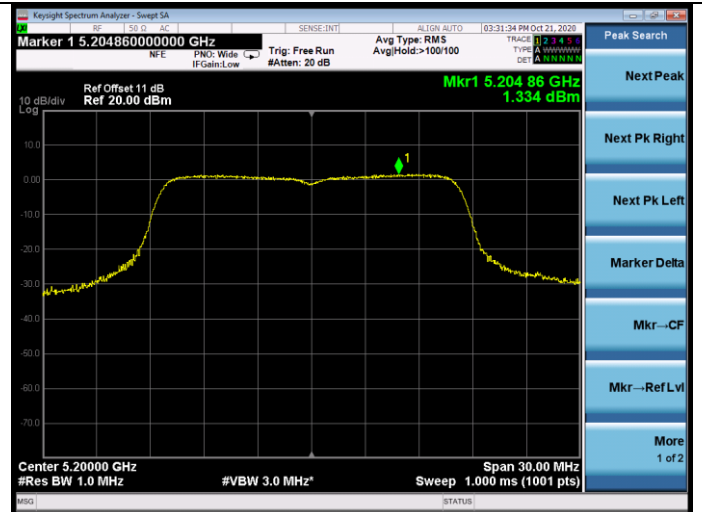 Keysight Spectrum Analyzer - Swept SA
RF 50 Ω AC SENSE:INT ALIGN AUTO 03:31:34 PM Oct 21, 2020
Marker 1 5.204860000000 GHz
NFE
PNO: Wide
IFGain:Low
Trig: Free Run
#Atten: 20 dB
Avg Type: RMS
Avg|Hold:>100/100
TRACE 1 2 3 4 5 6
TYPE A WWWWW
DET A N N N N N
Peak Search
Ref Offset 11 dB
10 dB/div Ref 20.00 dBm
Log
Mkr1 5.204 86 GHz
1.334 dBm
10.0
0.00
-10.0
-20.0
-30.0
-40.0
-50.0
-60.0
-70.0
1
Center 5.20000 GHz Span 30.00 MHz
#Res BW 1.0 MHz #VBW 3.0 MHz* Sweep 1.000 ms (1001 pts)
Next Peak
Next Pk Right
Next Pk Left
Marker Delta
Mkr→CF
Mkr→Ref Lvl
More
1 of 2
MSG STATUS